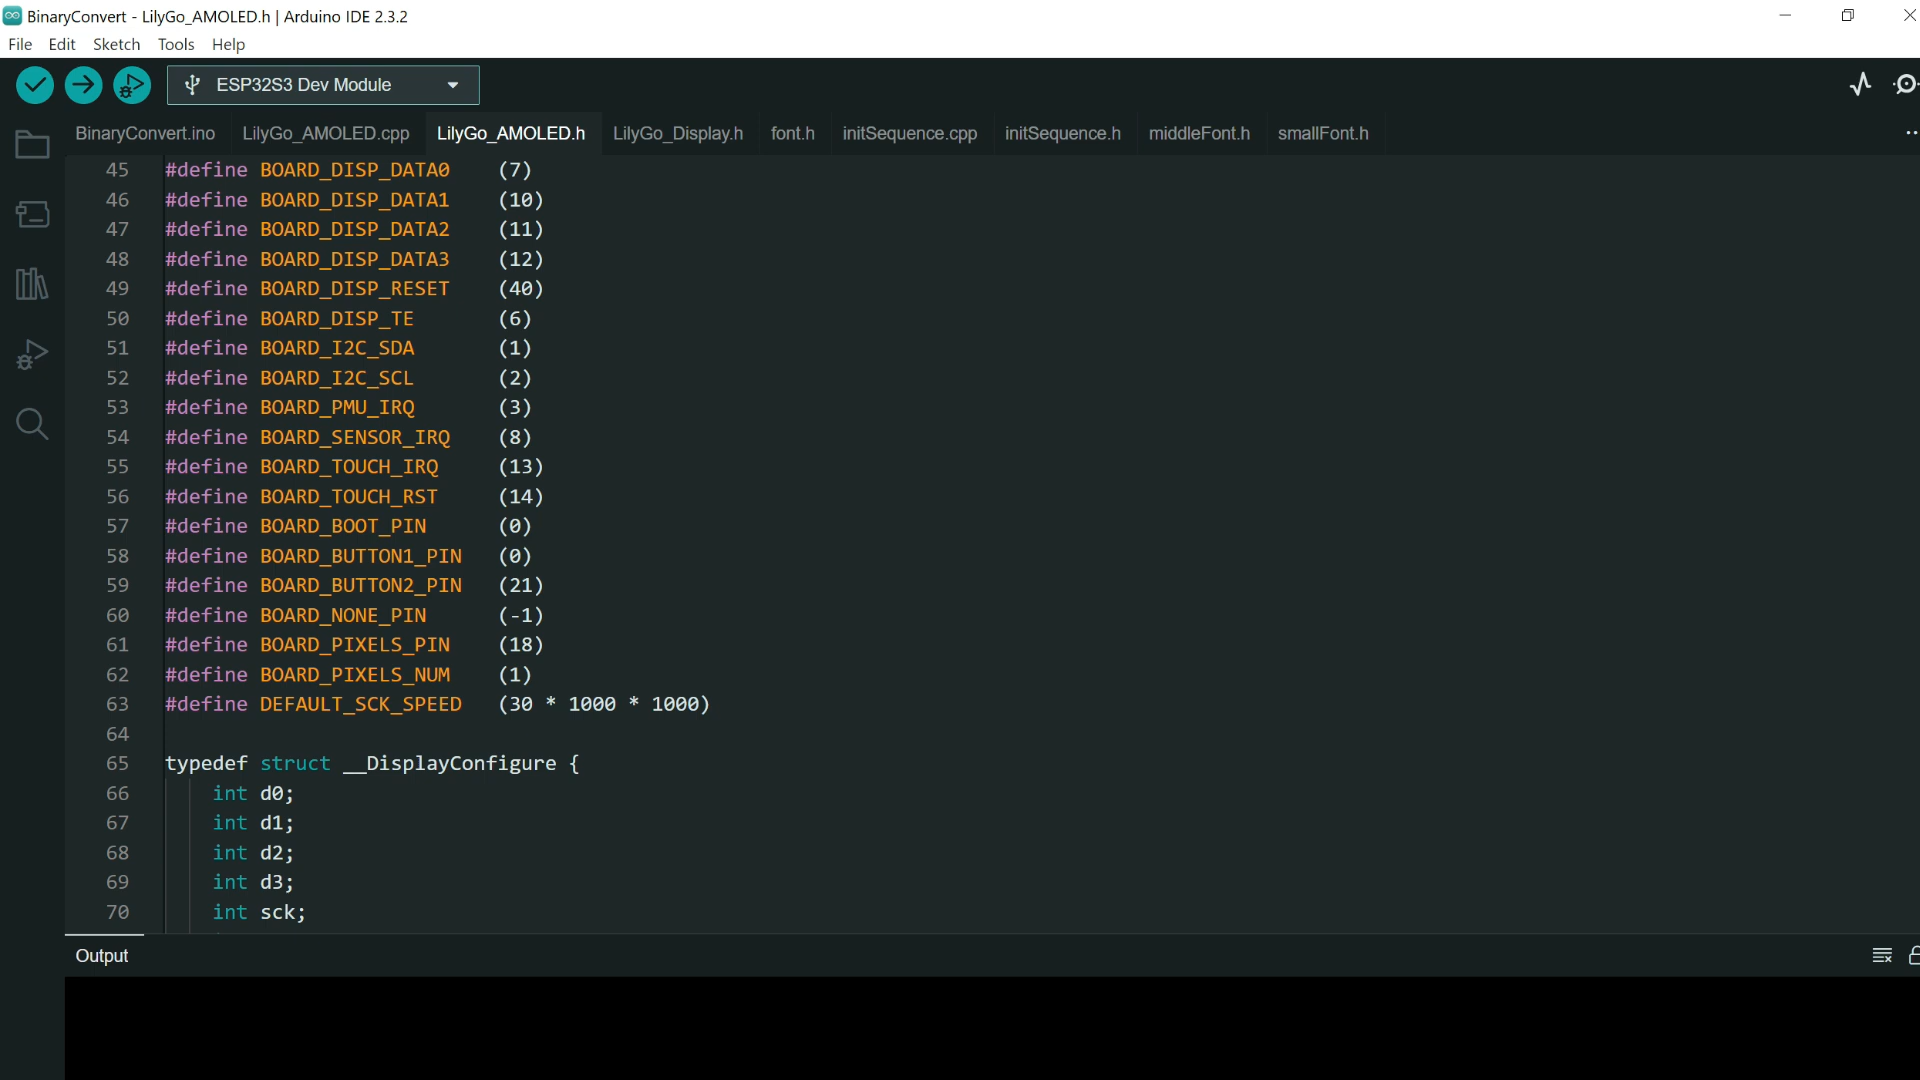 BinaryConvert - LilyGo_AMOLED.h | Arduino IDE 2.3.2
File Edit Sketch Tools Help
ESP32S3 Dev Module
BinaryConvert.ino LilyGo_AMOLED.cpp LilyGo_AMOLED.h LilyGo_Display.h font.h initSequence.cpp initSequence.h middleFont.h smallFont.h
45 #define BOARD_DISP_DATA0 (7)
46 #define BOARD_DISP_DATA1 (10)
47 #define BOARD_DISP_DATA2 (11)
48 #define BOARD_DISP_DATA3 (12)
49 #define BOARD_DISP_RESET (40)
50 #define BOARD_DISP_TE (6)
51 #define BOARD_I2C_SDA (1)
52 #define BOARD_I2C_SCL (2)
53 #define BOARD_PMU_IRQ (3)
54 #define BOARD_SENSOR_IRQ (8)
55 #define BOARD_TOUCH_IRQ (13)
56 #define BOARD_TOUCH_RST (14)
57 #define BOARD_BOOT_PIN (0)
58 #define BOARD_BUTTON1_PIN (0)
59 #define BOARD_BUTTON2_PIN (21)
60 #define BOARD_NONE_PIN (-1)
61 #define BOARD_PIXELS_PIN (18)
62 #define BOARD_PIXELS_NUM (1)
63 #define DEFAULT_SCK_SPEED (30 * 1000 * 1000)
64
65 typedef struct __DisplayConfigure {
66 int d0;
67 int d1;
68 int d2;
69 int d3;
70 int sck;
Output